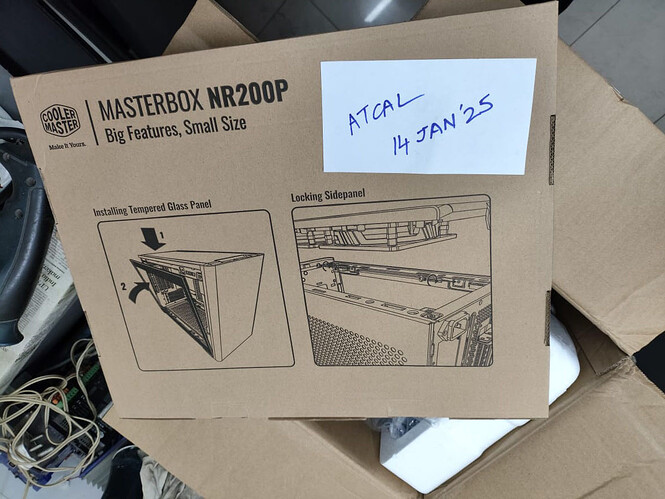 COOLER
MASTER
Make It Yours.
MASTERBOX NR200P
Big Features, Small Size
ATCAL
14 JAN'25
Installing Tempered Glass Panel
Locking Sidepanel
1
2